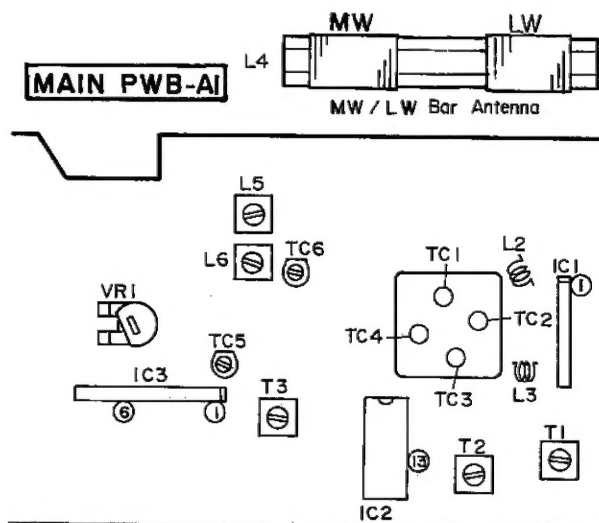 MW LW
L4
MAIN PWB-A1
MW / LW Bar Antenna
L5
L6 TC6
TC1 L2 IC1
1
VR1
TC2
TC4
TC5
IC3
TC3 L3
6 1
T3
13
T2 T1
IC2